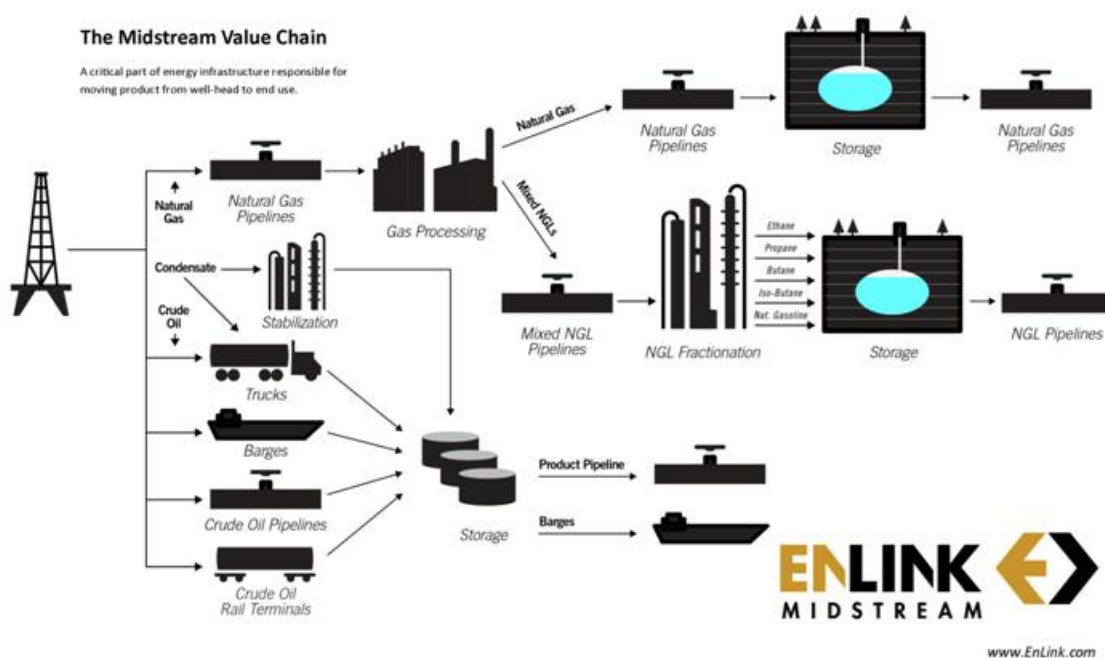 The Midstream Value Chain
A critical part of energy infrastructure responsible for
moving product from well-head to end use.
Natural Gas
Pipelines
Storage
Natural Gas
Pipelines
Natural Gas
Natural
Gas
Natural Gas
Pipelines
Gas Processing
Mixed NGLs
Condensate
Stabilization
Mixed NGL
Pipelines
NGL Fractionation
Ethane
Propane
Butane
Iso-Butane
Nat. Gasoline
Storage
NGL Pipelines
Crude
Oil
Trucks
Barges
Crude Oil Pipelines
Crude Oil
Rail Terminals
Storage
Product Pipeline
Barges
ENLINK
MIDSTREAM
www.EnLink.com